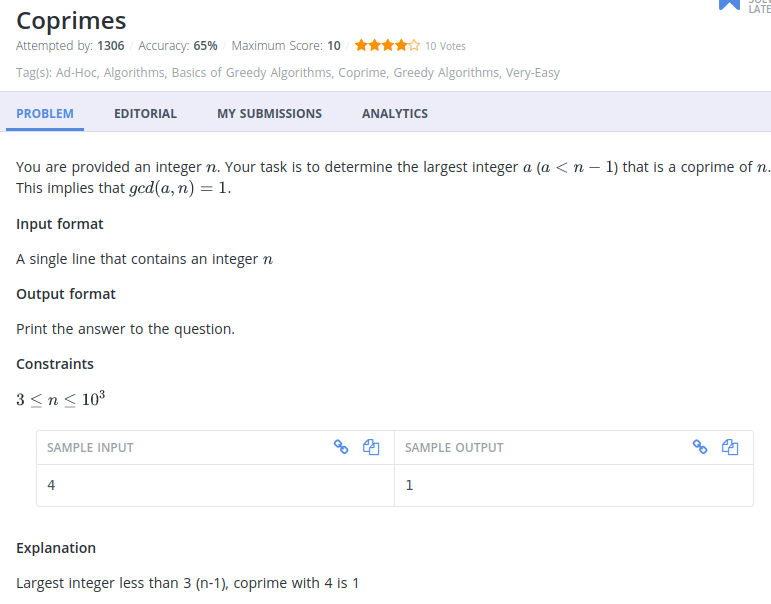 Coprimes
LATE
Attempted by: 1306 / Accuracy: 65% / Maximum Score: 10 / 10 Votes
Tag(s): Ad-Hoc, Algorithms, Basics of Greedy Algorithms, Coprime, Greedy Algorithms, Very-Easy
PROBLEM EDITORIAL MY SUBMISSIONS ANALYTICS
You are provided an integer n. Your task is to determine the largest integer a (a < n − 1) that is a coprime of n.
This implies that gcd(a, n) = 1.
Input format
A single line that contains an integer n
Output format
Print the answer to the question.
Constraints
3 ≤ n ≤ 10³
SAMPLE INPUT SAMPLE OUTPUT
4 1
Explanation
Largest integer less than 3 (n-1), coprime with 4 is 1